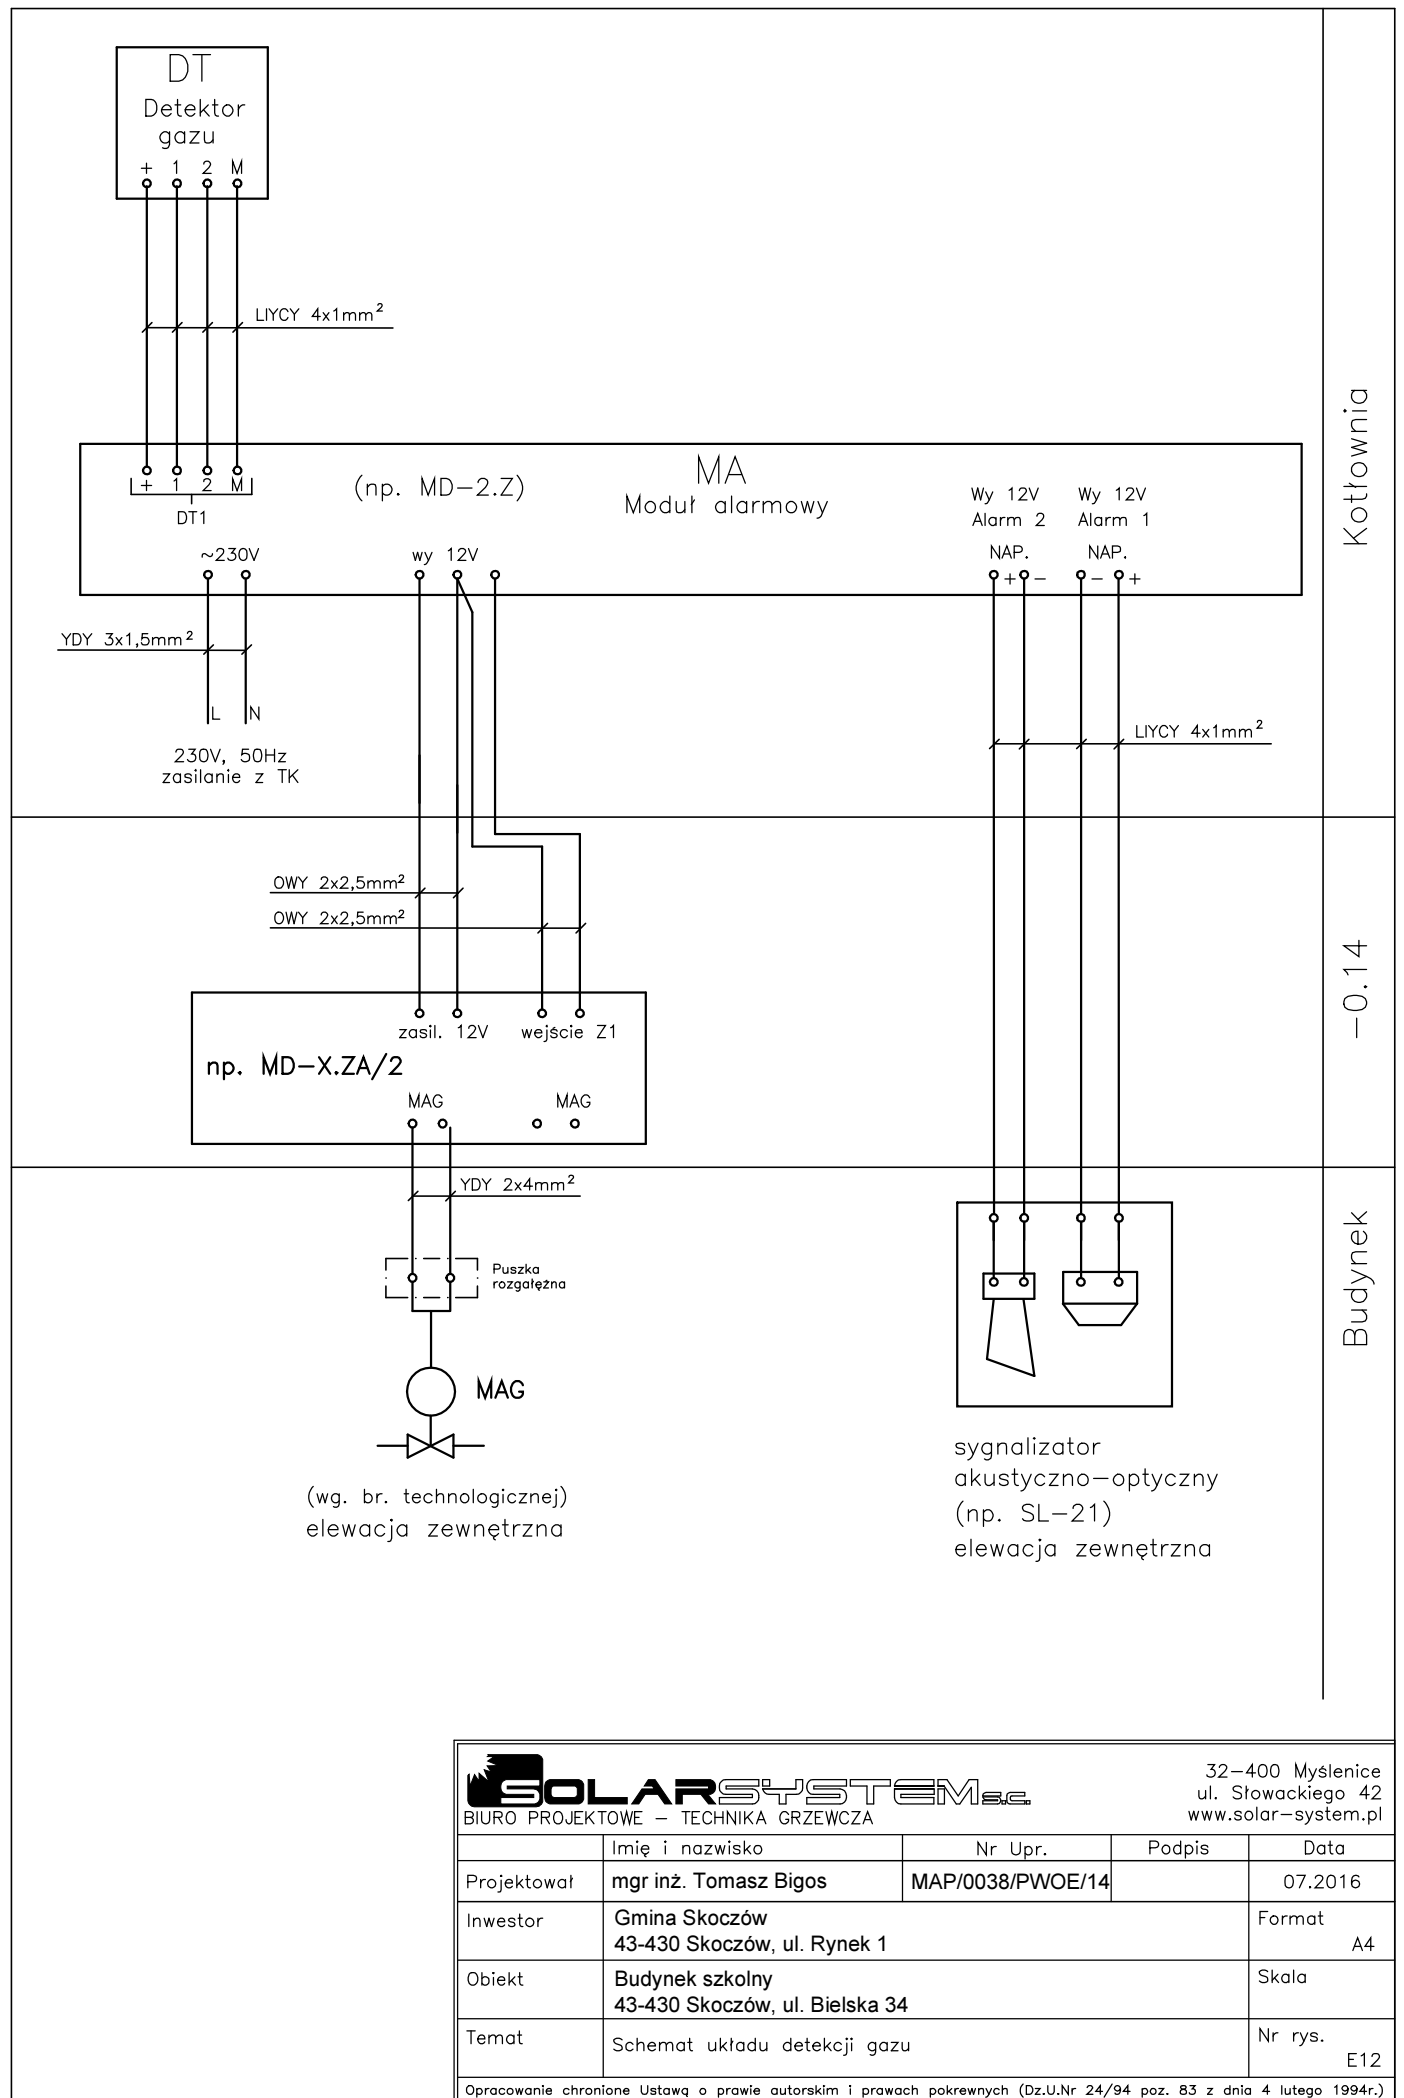 DT
Detektor
gazu
+ 1 2 M
LIYCY 4x1mm²
Kotłownia
+ 1 2 M
DT1
(np. MD-2.Z)
MA
Moduł alarmowy
Wy 12V Wy 12V
Alarm 2 Alarm 1
NAP. NAP.
+ - - +
~230V
wy 12V
YDY 3x1,5mm²
L N
230V, 50Hz
zasilanie z TK
LIYCY 4x1mm²
OWY 2x2,5mm²
OWY 2x2,5mm²
-0.14
zasil. 12V wejście Z1
np. MD-X.ZA/2
MAG MAG
YDY 2x4mm²
Budynek
Puszka
rozgałęźna
MAG
(wg. br. technologicznej)
elewacja zewnętrzna
sygnalizator
akustyczno-optyczny
(np. SL-21)
elewacja zewnętrzna
SOLARSYSTEM s.c.
BIURO PROJEKTOWE - TECHNIKA GRZEWCZA
32-400 Myślenice
ul. Słowackiego 42
www.solar-system.pl
Imię i nazwisko Nr Upr. Podpis Data
Projektował mgr inż. Tomasz Bigos MAP/0038/PWOE/14 07.2016
Inwestor Gmina Skoczów Format
43-430 Skoczów, ul. Rynek 1 A4
Obiekt Budynek szkolny Skala
43-430 Skoczów, ul. Bielska 34
Temat Schemat układu detekcji gazu Nr rys.
E12
Opracowanie chronione Ustawą o prawie autorskim i prawach pokrewnych (Dz.U.Nr 24/94 poz. 83 z dnia 4 lutego 1994r.)